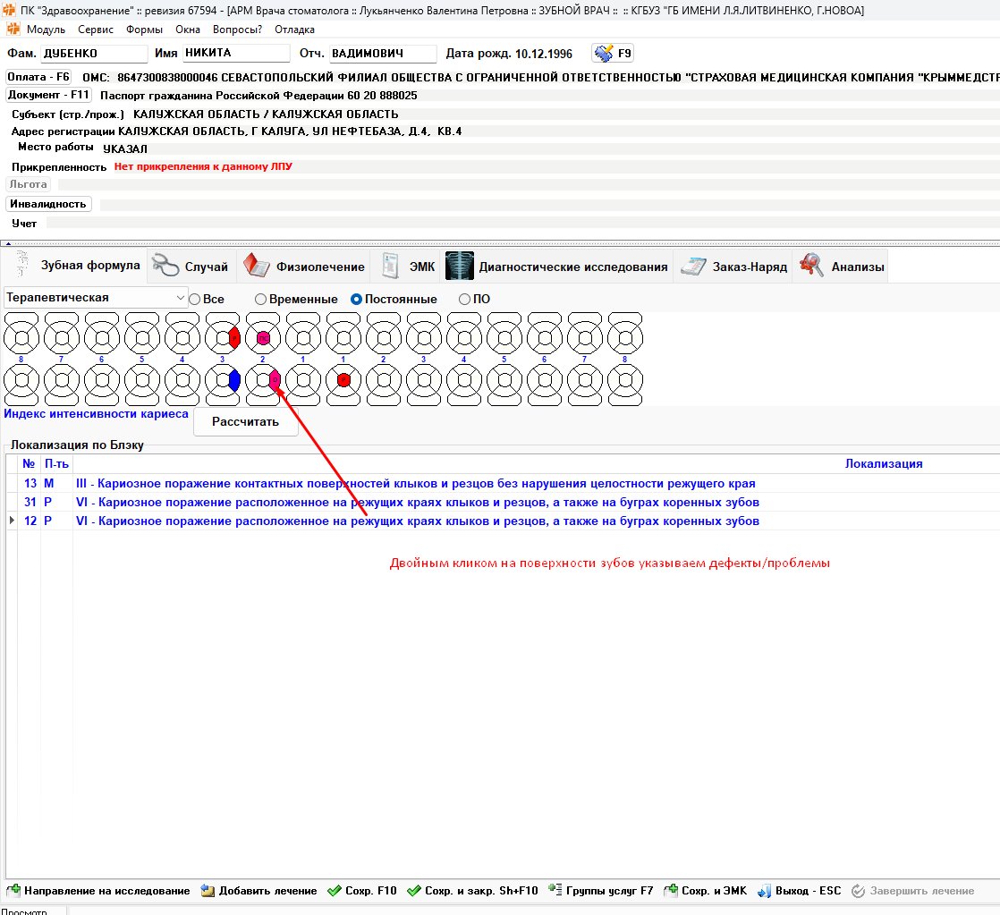 ПК "Здравоохранение" :: ревизия 67594 - [АРМ Врача стоматолога :: Лукьянченко Валентина Петровна :: ЗУБНОЙ ВРАЧ :: :: КГБУЗ "ГБ ИМЕНИ Л.Я.ЛИТВИНЕНКО, Г.НОВОА]
Модуль Сервис Формы Окна Вопросы? Отладка
Фам. ДУБЕНКО Имя НИКИТА Отч. ВАДИМОВИЧ Дата рожд. 10.12.1996 F9
Оплата - F6 ОМС: 8647300838000046 СЕВАСТОПОЛЬСКИЙ ФИЛИАЛ ОБЩЕСТВА С ОГРАНИЧЕННОЙ ОТВЕТСТВЕННОСТЬЮ "СТРАХОВАЯ МЕДИЦИНСКАЯ КОМПАНИЯ "КРЫММЕДСТР
Документ - F11 Паспорт гражданина Российской Федерации 60 20 888025
Субъект (стр./прож.) КАЛУЖСКАЯ ОБЛАСТЬ / КАЛУЖСКАЯ ОБЛАСТЬ
Адрес регистрации КАЛУЖСКАЯ ОБЛАСТЬ, Г КАЛУГА, УЛ НЕФТЕБАЗА, Д.4, КВ.4
Место работы УКАЗАЛ
Прикрепленность Нет прикрепления к данному ЛПУ
Льгота
Инвалидность
Учет
Зубная формула Случай Физиолечение ЭМК Диагностические исследования Заказ-Наряд Анализы
Терапевтическая Все Временные Постоянные ПО
8 7 6 5 4 3 2 1 1 2 3 4 5 6 7 8
Индекс интенсивности кариеса Рассчитать
Локализация по Блэку
№ П-ть Локализация
13 М III - Кариозное поражение контактных поверхностей клыков и резцов без нарушения целостности режущего края
31 Р VI - Кариозное поражение расположенное на режущих краях клыков и резцов, а также на буграх коренных зубов
12 Р VI - Кариозное поражение расположенное на режущих краях клыков и резцов, а также на буграх коренных зубов
Двойным кликом на поверхности зубов указываем дефекты/проблемы
Направление на исследование Добавить лечение Сохр. F10 Сохр. и закр. Sh+F10 Группы услуг F7 Сохр. и ЭМК Выход - ESC Завершить лечение
Просмотр